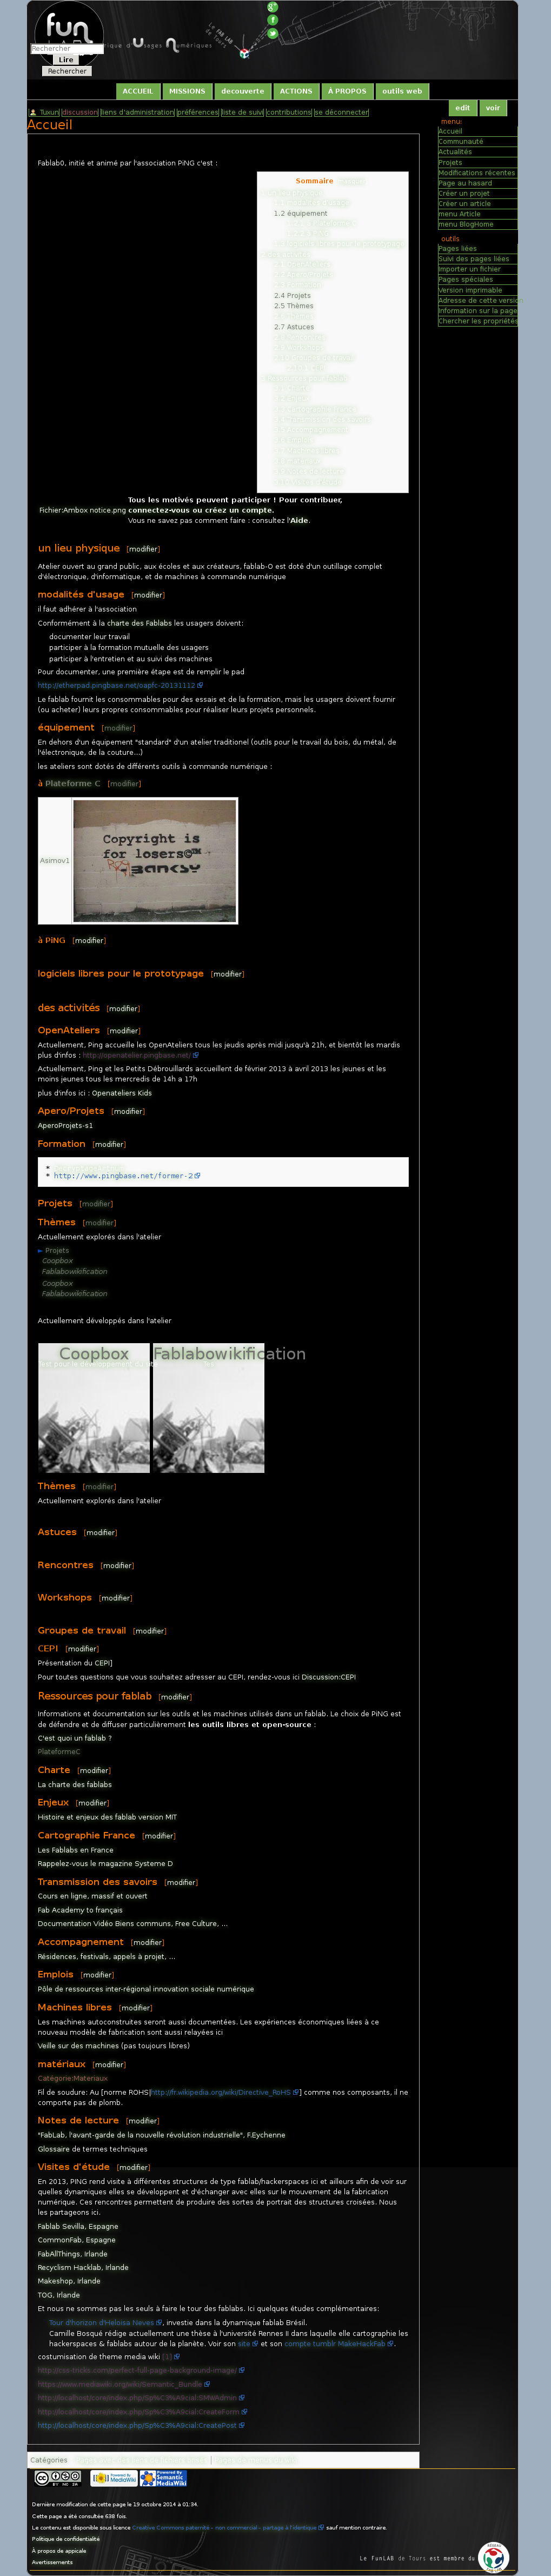 fun
LAB
Fabrique d'Usages Numériques
Rechercher
Lire
Rechercher
ACCUEIL
MISSIONS
decouverte
ACTIONS
À PROPOS
outils web
edit
voir
Tuxun
discussion
liens d'administration
préférences
liste de suivi
contributions
se déconnecter
Accueil
menu:
Accueil
Communauté
Actualités
Projets
Modifications récentes
Page au hasard
Créer un projet
Créer un article
menu Article
menu BlogHome
outils
Pages liées
Suivi des pages liées
Importer un fichier
Pages spéciales
Version imprimable
Adresse de cette version
Information sur la page
Chercher les propriétés
Fablab0, initié et animé par l'association PiNG c'est :
Sommaire
1.2 équipement
2.4 Projets
2.5 Thèmes
2.7 Astuces
Tous les motivés peuvent participer ! Pour contribuer,
Fichier:Ambox notice.png connectez-vous ou créez un compte.
Vous ne savez pas comment faire : consultez l'Aide.
un lieu physique [modifier]
Atelier ouvert au grand public, aux écoles et aux créateurs, fablab-O est doté d'un outillage complet
d'électronique, d'informatique, et de machines à commande numérique
modalités d'usage [modifier]
il faut adhérer à l'association
Conformément à la charte des Fablabs les usagers doivent:
documenter leur travail
participer à la formation mutuelle des usagers
participer à l'entretien et au suivi des machines
Pour documenter, une première étape est de remplir le pad
http://etherpad.pingbase.net/oapfc-20131112
Le fablab fournit les consommables pour des essais et de la formation, mais les usagers doivent fournir
(ou acheter) leurs propres consommables pour réaliser leurs projets personnels.
équipement [modifier]
En dehors d'un équipement "standard" d'un atelier traditionel (outils pour le travail du bois, du métal, de
l'électronique, de la couture...)
les ateliers sont dotés de différents outils à commande numérique :
à Plateforme C [modifier]
Asimov1
Copyright is
for losers©™
BANKSY
à PiNG [modifier]
logiciels libres pour le prototypage [modifier]
des activités [modifier]
OpenAteliers [modifier]
Actuellement, Ping accueille les OpenAteliers tous les jeudis après midi jusqu'à 21h, et bientôt les mardis
plus d'infos : http://openatelier.pingbase.net/
Actuellement, Ping et les Petits Débrouillards accueillent de février 2013 à avril 2013 les jeunes et les
moins jeunes tous les mercredis de 14h a 17h
plus d'infos ici : Openateliers Kids
Apero/Projets [modifier]
AperoProjets-s1
Formation [modifier]
*
* http://www.pingbase.net/former-2
Projets [modifier]
Thèmes [modifier]
Actuellement explorés dans l'atelier
► Projets
Coopbox
Fablabowikification
Coopbox
Fablabowikification
Actuellement développés dans l'atelier
Coopbox
Fablabowikification
Thèmes [modifier]
Actuellement explorés dans l'atelier
Astuces [modifier]
Rencontres [modifier]
Workshops [modifier]
Groupes de travail [modifier]
CEPI [modifier]
Présentation du CEPI]
Pour toutes questions que vous souhaitez adresser au CEPI, rendez-vous ici Discussion:CEPI
Ressources pour fablab [modifier]
Informations et documentation sur les outils et les machines utilisés dans un fablab. Le choix de PiNG est
de défendre et de diffuser particulièrement les outils libres et open-source :
C'est quoi un fablab ?
PlateformeC
Charte [modifier]
La charte des fablabs
Enjeux [modifier]
Histoire et enjeux des fablab version MIT
Cartographie France [modifier]
Les Fablabs en France
Rappelez-vous le magazine Systeme D
Transmission des savoirs [modifier]
Cours en ligne, massif et ouvert
Fab Academy to français
Documentation Vidéo Biens communs, Free Culture, ...
Accompagnement [modifier]
Résidences, festivals, appels à projet, ...
Emplois [modifier]
Pôle de ressources inter-régional innovation sociale numérique
Machines libres [modifier]
Les machines autoconstruites seront aussi documentées. Les expériences économiques liées à ce
nouveau modèle de fabrication sont aussi relayées ici
Veille sur des machines (pas toujours libres)
matériaux [modifier]
Catégorie:Materiaux
Fil de soudure: Au [norme ROHS|http://fr.wikipedia.org/wiki/Directive_RoHS] comme nos composants, il ne
comporte pas de plomb.
Notes de lecture [modifier]
"FabLab, l'avant-garde de la nouvelle révolution industrielle", F.Eychenne
Glossaire de termes techniques
Visites d'étude [modifier]
En 2013, PING rend visite à différentes structures de type fablab/hackerspaces ici et ailleurs afin de voir sur
quelles dynamiques elles se développent et d'échanger avec elles sur le mouvement de la fabrication
numérique. Ces rencontres permettent de produire des sortes de portrait des structures croisées. Nous
les partageons ici.
Fablab Sevilla, Espagne
CommonFab, Espagne
FabAllThings, Irlande
Recyclism Hacklab, Irlande
Makeshop, Irlande
TOG, Irlande
Et nous ne sommes pas les seuls à faire le tour des fablabs. Ici quelques études complémentaires:
Tour d'horizon d'Heloisa Neves, investie dans la dynamique fablab Brésil.
Camille Bosqué rédige actuellement une thèse à l'université Rennes II dans laquelle elle cartographie les
hackerspaces & fablabs autour de la planète. Voir son site et son compte tumblr MakeHackFab.
costumisation de theme media wiki [1]
http://css-tricks.com/perfect-full-page-background-image/
https://www.mediawiki.org/wiki/Semantic_Bundle
http://localhost/core/index.php/Sp%C3%A9cial:SMWAdmin
http://localhost/core/index.php/Sp%C3%A9cial:CreateForm
http://localhost/core/index.php/Sp%C3%A9cial:CreatePost
Catégories
CC BY NC SA
Powered by MediaWiki
Powered by Semantic MediaWiki
Dernière modification de cette page le 19 octobre 2014 à 01:34.
Cette page a été consultée 638 fois.
Le contenu est disponible sous licence Creative Commons paternité – non commercial – partage à l'identique sauf mention contraire.
Politique de confidentialité
À propos de appicale
Avertissements
Le FunLAB de Tours est membre du